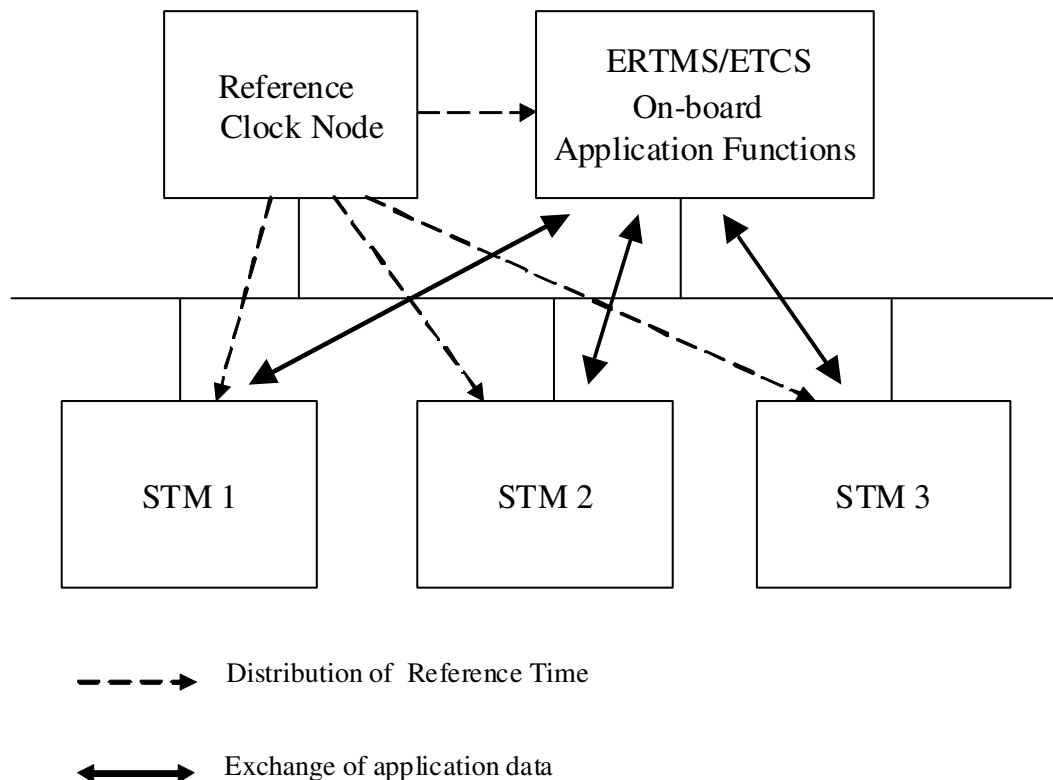 Reference
Clock Node
ERTMS/ETCS
On-board
Application Functions
STM 1
STM 2
STM 3
Distribution of Reference Time
Exchange of application data